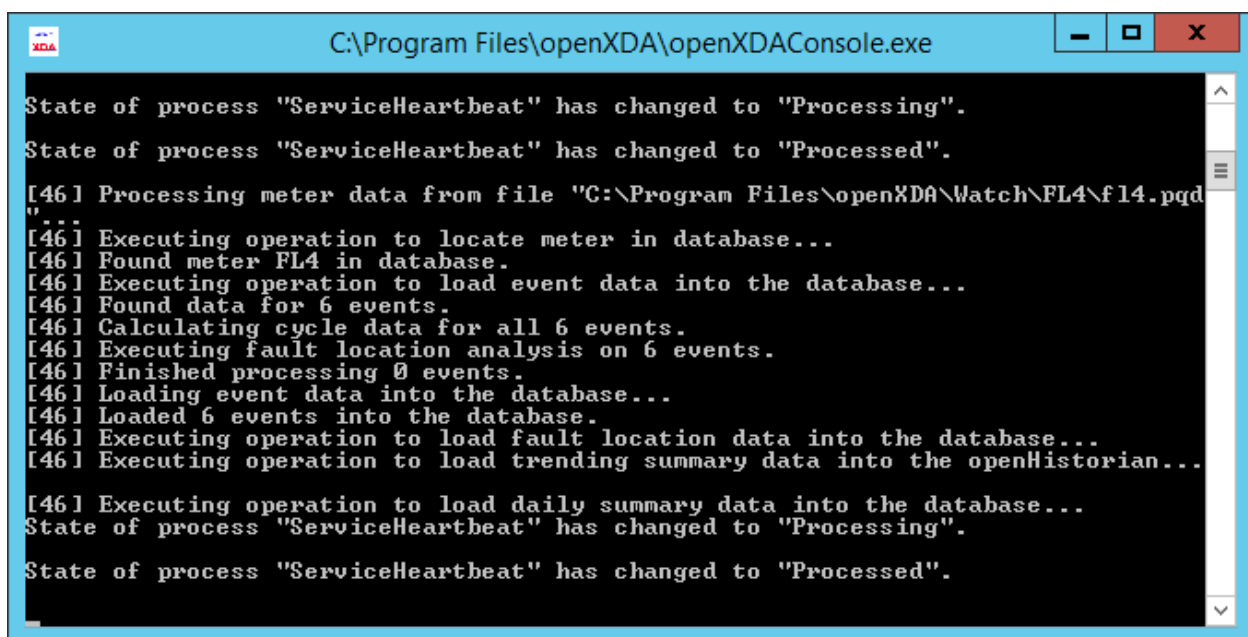 XDA
C:\Program Files\openXDA\openXDAConsole.exe
State of process "ServiceHeartbeat" has changed to "Processing".
State of process "ServiceHeartbeat" has changed to "Processed".
[46] Processing meter data from file "C:\Program Files\openXDA\Watch\FL4\fl4.pqd
"...
[46] Executing operation to locate meter in database...
[46] Found meter FL4 in database.
[46] Executing operation to load event data into the database...
[46] Found data for 6 events.
[46] Calculating cycle data for all 6 events.
[46] Executing fault location analysis on 6 events.
[46] Finished processing 0 events.
[46] Loading event data into the database...
[46] Loaded 6 events into the database.
[46] Executing operation to load fault location data into the database...
[46] Executing operation to load trending summary data into the openHistorian...
[46] Executing operation to load daily summary data into the database...
State of process "ServiceHeartbeat" has changed to "Processing".
State of process "ServiceHeartbeat" has changed to "Processed".